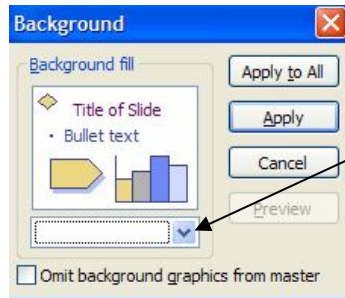 Background
Background fill
Title of Slide
• Bullet text
Apply to All
Apply
Cancel
Preview
Omit background graphics from master